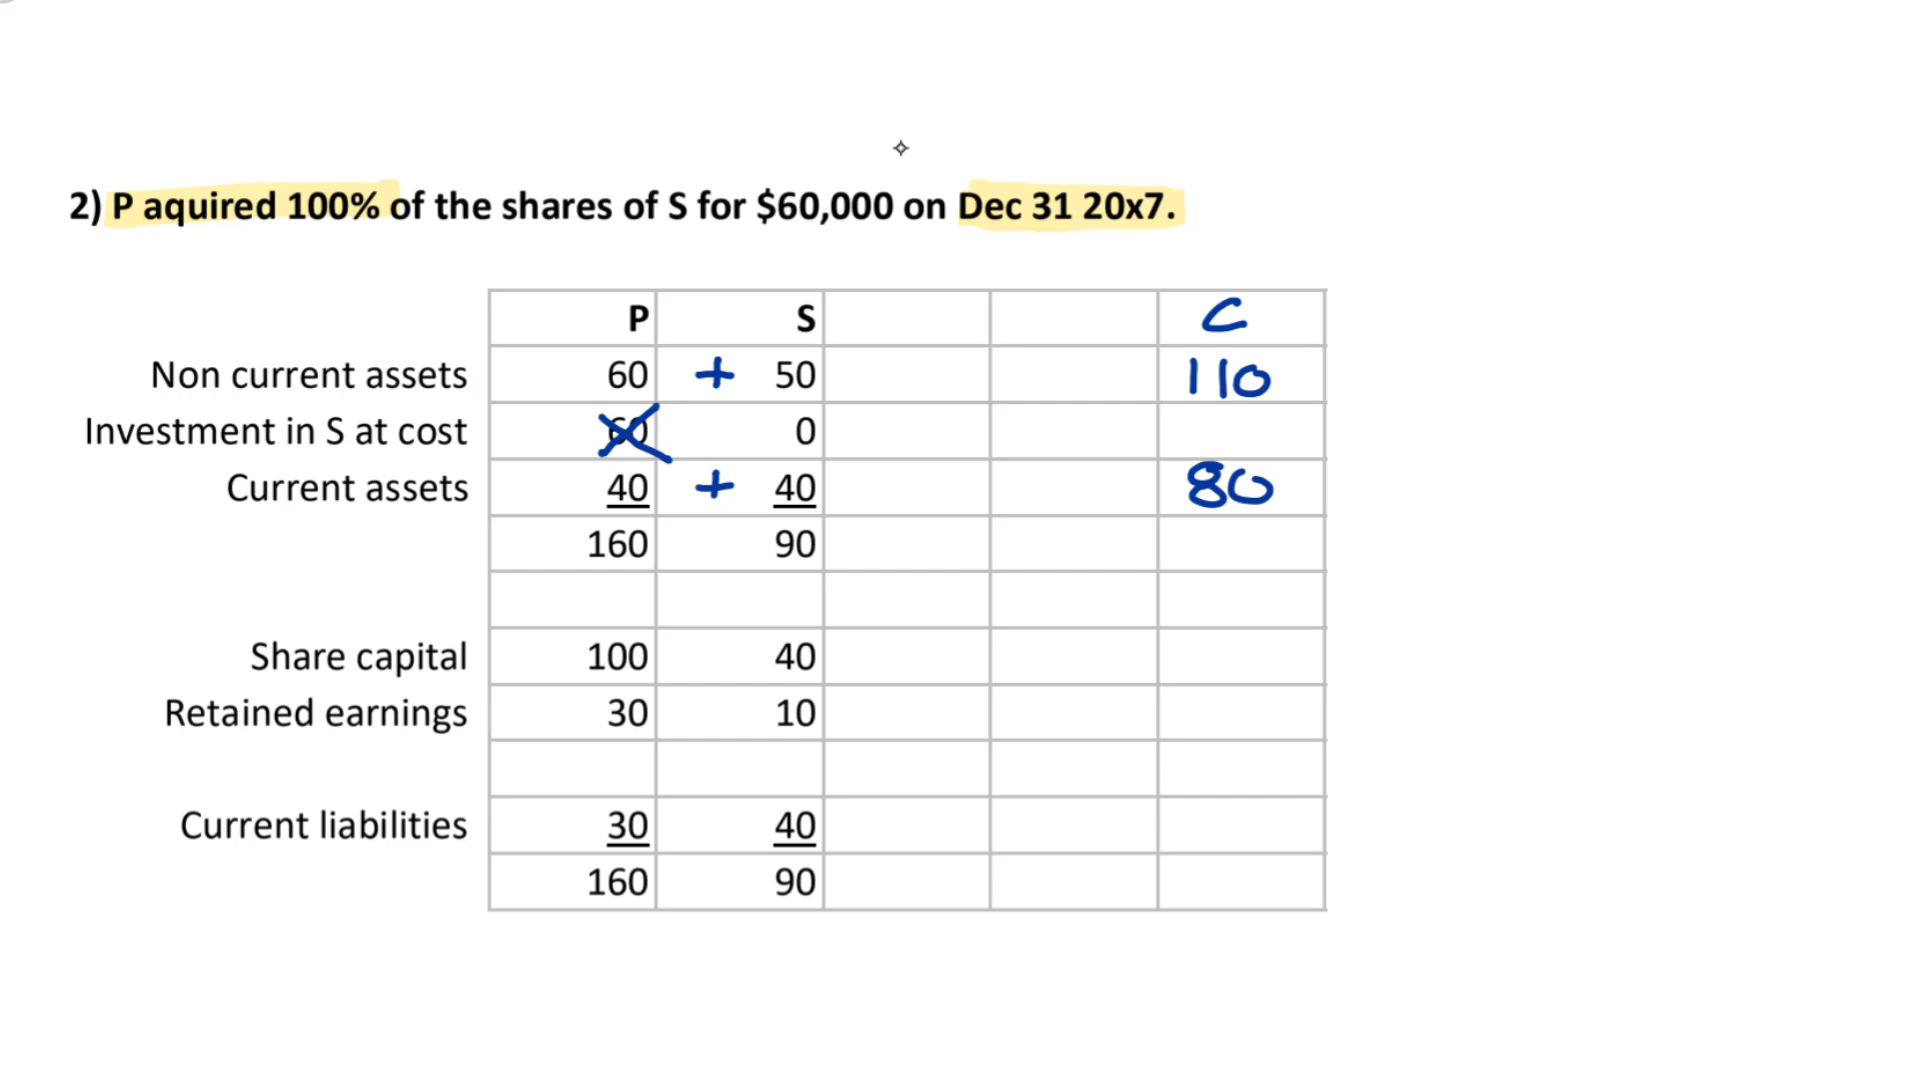 2) P aquired 100% of the shares of S for $60,000 on Dec 31 20x7.
P S C
Non current assets 60 + 50 110
Investment in S at cost 60 0
Current assets 40 + 40 80
160 90
Share capital 100 40
Retained earnings 30 10
Current liabilities 30 40
160 90